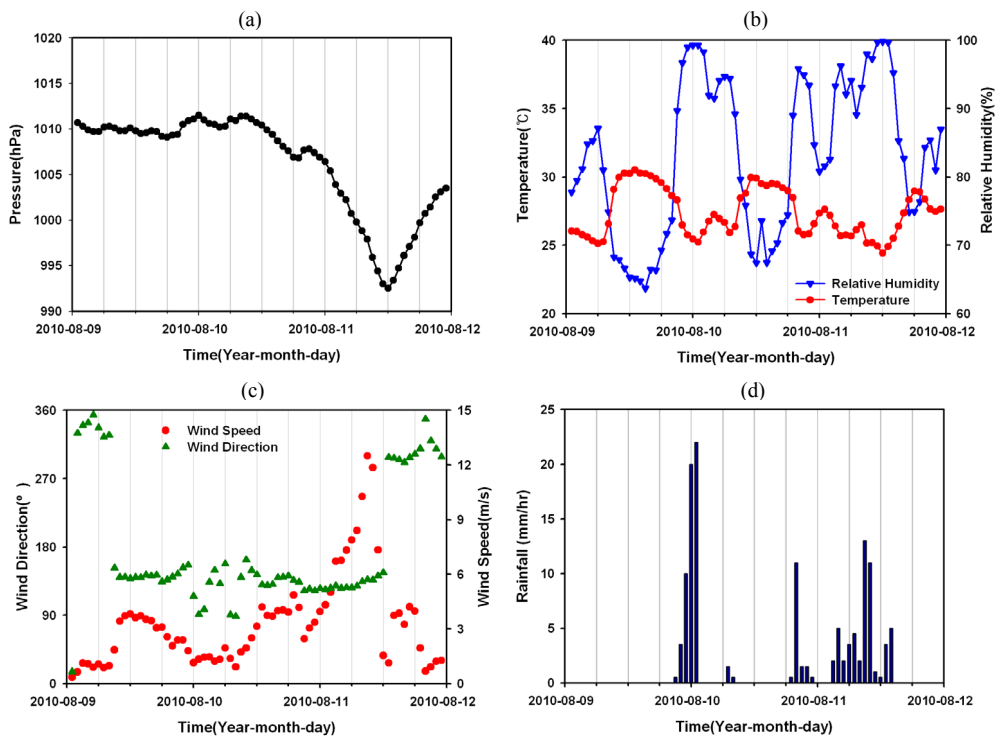 (a)
1020
1010
1005
1000
995
990
Pressure(hPa)
2010-08-09
2010-08-10
2010-08-11
2010-08-12
Time(Year-month-day)
(b)
40
35
30
25
20
Temperature(℃)
100
90
80
70
60
Relative Humidity(%)
Relative Humidity
Temperature
2010-08-09
2010-08-10
2010-08-11
2010-08-12
Time(Year-month-day)
(c)
360
270
180
90
0
Wind Direction(°)
15
12
9
6
3
0
Wind Speed(m/s)
Wind Speed
Wind Direction
2010-08-09
2010-08-10
2010-08-11
2010-08-12
Time(Year-month-day)
(d)
25
20
15
10
5
0
Rainfall (mm/hr)
2010-08-09
2010-08-10
2010-08-11
2010-08-12
Time(Year-month-day)